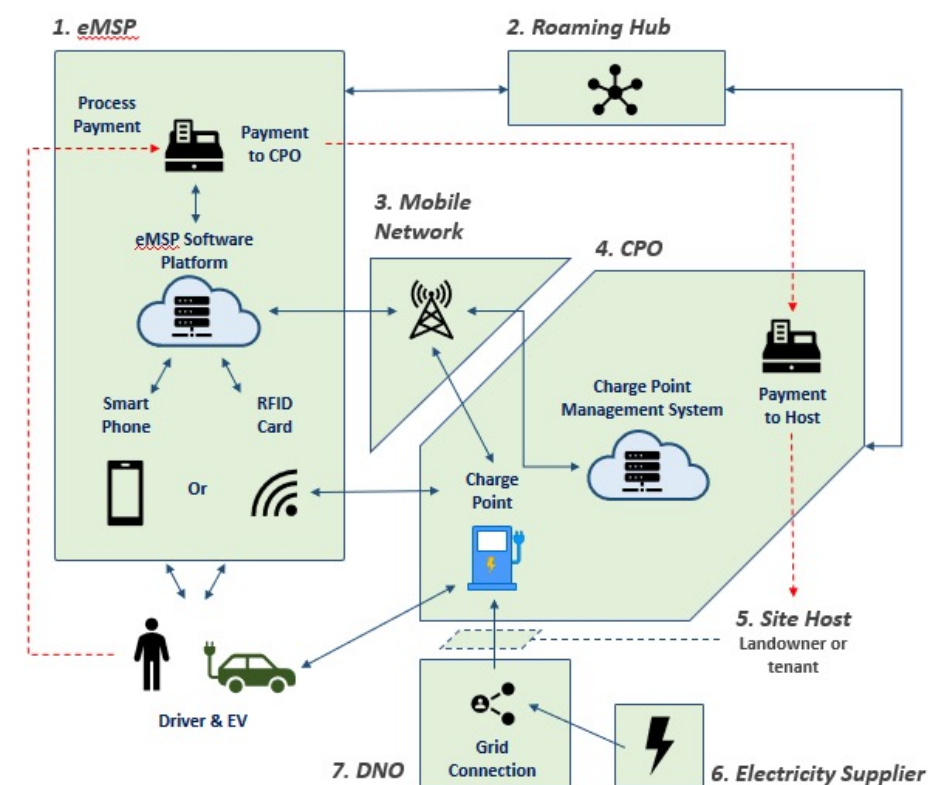 1. eMSP
2. Roaming Hub
Process
Payment
Payment
to CPO
3. Mobile
Network
eMSP Software
Platform
4. CPO
Smart
Phone
RFID
Card
Or
Charge Point
Management System
Payment
to Host
Charge
Point
5. Site Host
Landowner or
tenant
Driver & EV
Grid
Connection
7. DNO
6. Electricity Supplier